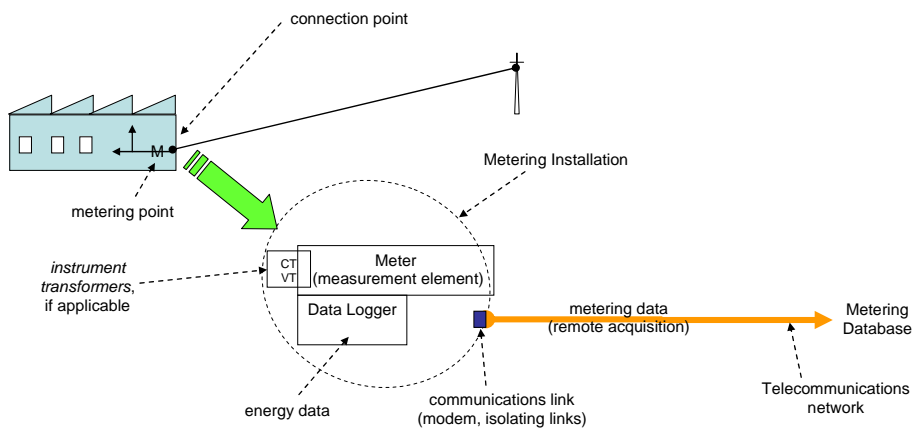 connection point
M
Metering Installation
metering point
instrument
transformers,
if applicable
CT
VT
Meter
(measurement element)
Data Logger
metering data
(remote acquisition)
Metering
Database
energy data
communications link
(modem, isolating links)
Telecommunications
network